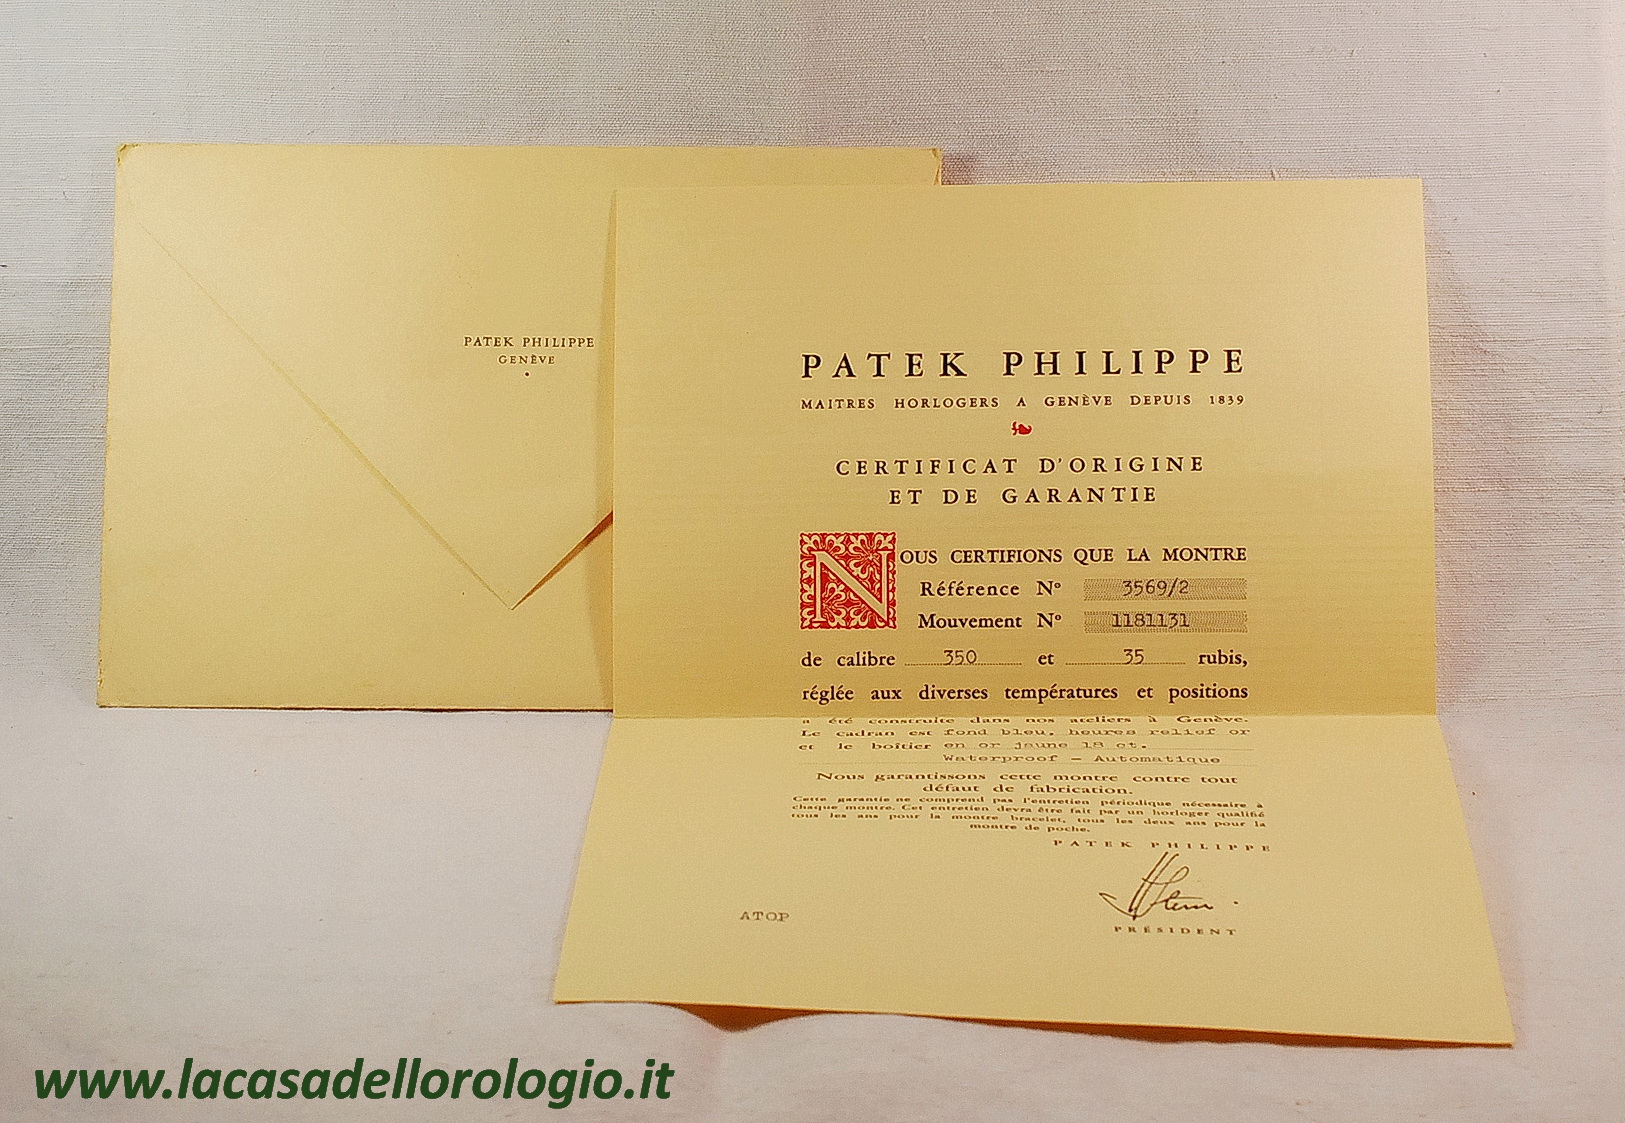 PATEK PHILIPPE
GENÈVE
PATEK PHILIPPE
MAITRES HORLOGERS A GENÈVE DEPUIS 1839
CERTIFICAT D'ORIGINE
ET DE GARANTIE
NOUS CERTIFIONS QUE LA MONTRE
Référence Nº 3569/2
Mouvement Nº 1181131
de calibre 350 et 35 rubis,
réglée aux diverses températures et positions
a été construite dans nos ateliers à Genève.
Le cadran est fond bleu, heures relief or
et le boîtier en or jaune 18 ct.
Waterproof - Automatique
Nous garantissons cette montre contre tout
défaut de fabrication.
Cette garantie ne comprend pas l'entretien périodique nécessaire à
chaque montre. Cet entretien devra être fait par un horloger qualifié
tous les ans pour la montre bracelet, tous les deux ans pour la
montre de poche.
PATEK PHILIPPE
PRÉSIDENT
ATOP
www.lacasadellorologio.it